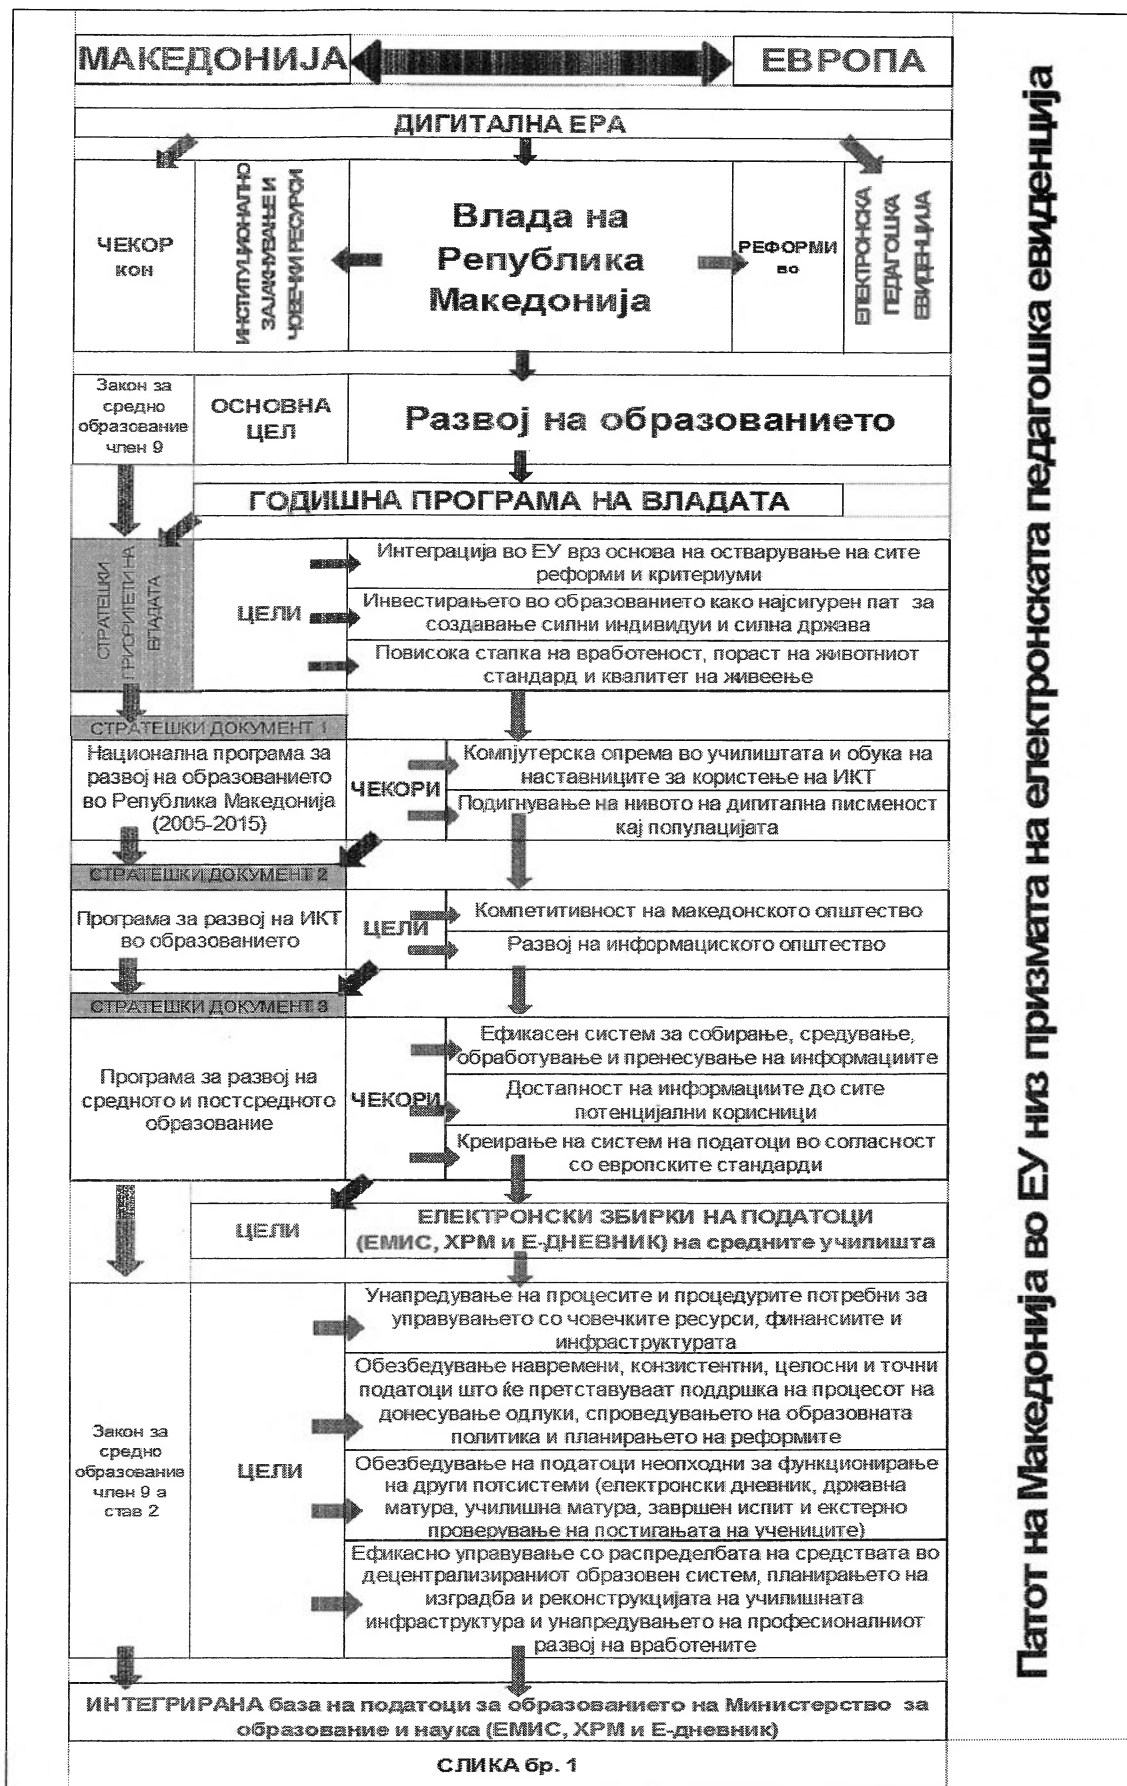 МАКЕДОНИЈА
ЕВРОПА
ДИГИТАЛНА ЕРА
ЧЕКОР
КОН
ИНСТИТУЦИОНАЛНО
ЗАЈАКНУВАЊЕ И
ЧОВЕЧКИ РЕСУРСИ
Влада на
Република
Македонија
РЕФОРМИ
во
ЕЛЕКТРОНСКА
ПЕДАГОШКА
ЕВИДЕНЦИЈА
Закон за
средно
образование
член 9
ОСНОВНА
ЦЕЛ
Развој на образованието
ГОДИШНА ПРОГРАМА НА ВЛАДАТА
СТРАТЕШКИ
ПРИОРИТЕТИ НА
ВЛАДАТА
ЦЕЛИ
Интеграција во ЕУ врз основа на остварување на сите
реформи и критериуми
Инвестирањето во образованието како најсигурен пат за
создавање силни индивидуи и силна држава
Повисока стапка на вработеност, пораст на животниот
стандард и квалитет на живеење
СТРАТЕШКИ ДОКУМЕНТ 1
Национална програма за
развој на образованието
во Република Македонија
(2005-2015)
ЧЕКОРИ
Компјутерска опрема во училиштата и обука на
наставниците за користење на ИКТ
Подигнување на нивото на дипитална писменост
кај популацијата
СТРАТЕШКИ ДОКУМЕНТ 2
Програма за развој на ИКТ
во образованието
ЦЕЛИ
Компетитивност на македонското општество
Развој на информациското општество
СТРАТЕШКИ ДОКУМЕНТ 3
Програма за развој на
средното и постсредното
образование
ЧЕКОРИ
Ефикасен систем за собирање, средување,
обработување и пренесување на информациите
Достапност на информациите до сите
потенцијални корисници
Креирање на систем на податоци во согласност
со европските стандарди
ЦЕЛИ
ЕЛЕКТРОНСКИ ЗБИРКИ НА ПОДАТОЦИ
(ЕМИС, ХРМ и Е-ДНЕВНИК) на средните училишта
Закон за
средно
образование
член 9 а
став 2
ЦЕЛИ
Унапредување на процесите и процедурите потребни за
управувањето со човечките ресурси, финансиите и
инфраструктурата
Обезбедување навремени, конзистентни, целосни и точни
податоци што ќе претставуваат поддршка на процесот на
донесување одлуки, спроведувањето на образовната
политика и планирањето на реформите
Обезбедување на податоци неопходни за функционирање
на други потсистеми (електронски дневник, државна
матура, училишна матура, завршен испит и екстерно
проверување на постигањата на учениците)
Ефикасно управување со распределбата на средствата во
децентрализираниот образовен систем, планирањето на
изградба и реконструкцијата на училишната
инфраструктура и унапредувањето на професионалниот
развој на вработените
ИНТЕГРИРАНА база на податоци за образованието на Министерство за
образование и наука (ЕМИС, ХРМ и Е-дневник)
СЛИКА бр. 1
Патот на Македонија во ЕУ низ призмата на електронската педагошка евиденција